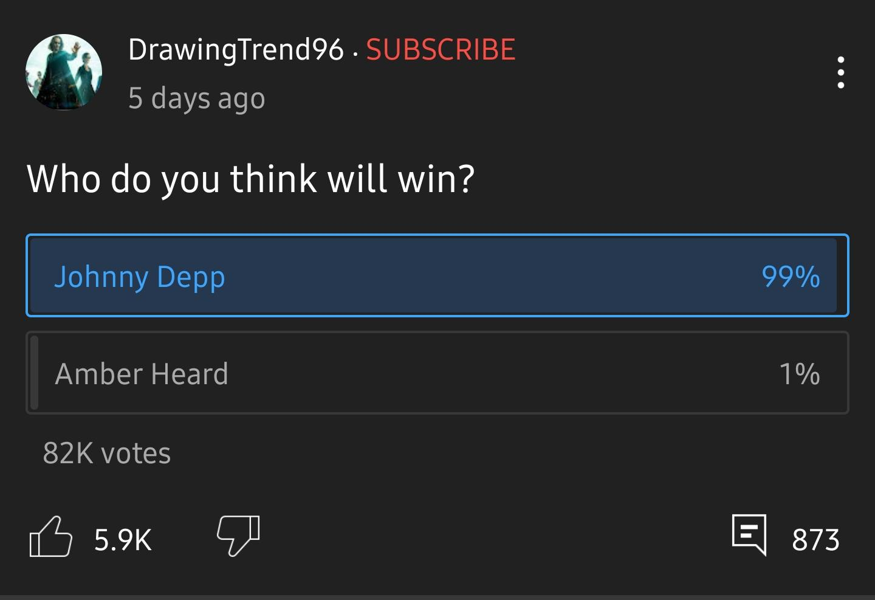 DrawingTrend96 · SUBSCRIBE
5 days ago
Who do you think will win?
Johnny Depp 99%
Amber Heard 1%
82K votes
5.9K 873